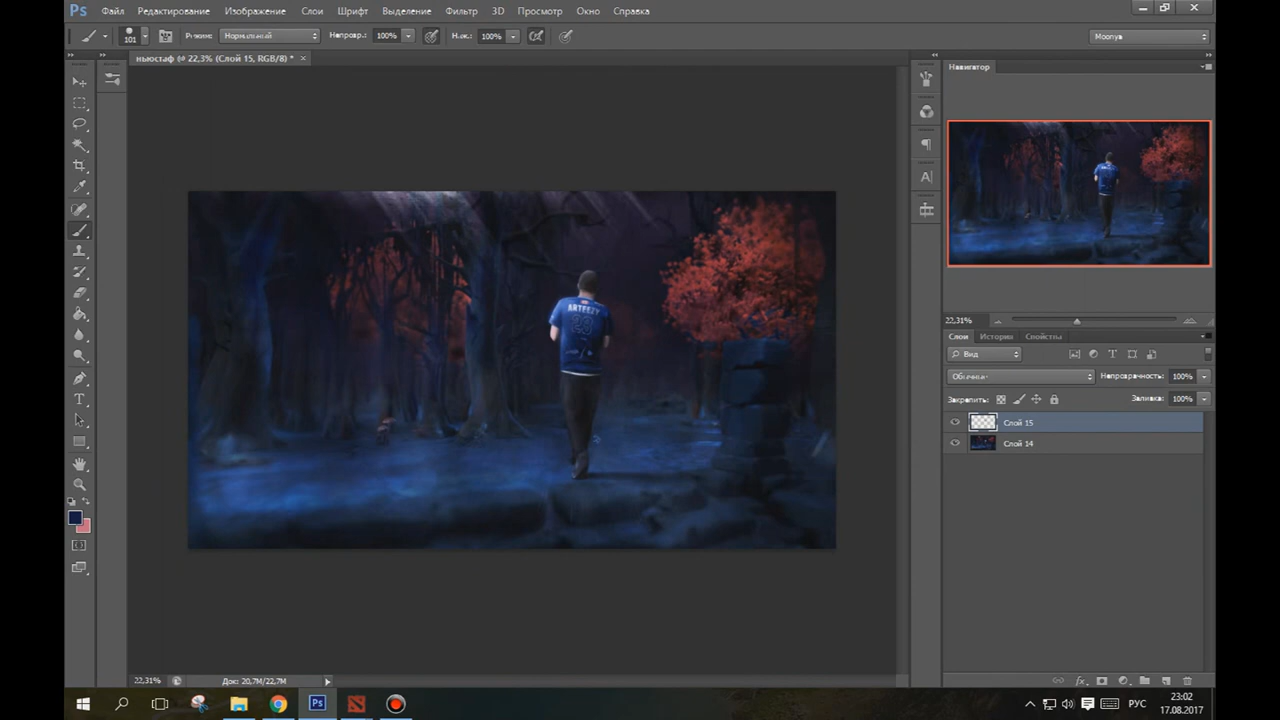 Ps Файл Редактирование Изображение Слои Шрифт Выделение Фильтр 3D Просмотр Окно Справка
101 Режим: Нормальный Непрозр.: 100% Наж.: 100% Moonya
ньюстаф @ 22,3% (Слой 15, RGB/8) * ×
Навигатор
ARTEEZY
22,31%
Слои История Свойства
Вид
Обычные Непрозрачность: 100%
Закрепить: Заливка: 100%
Слой 15
Слой 14
22,31% Док: 20,7M/22,7M
fx
Ps РУС 23:02
17.08.2017